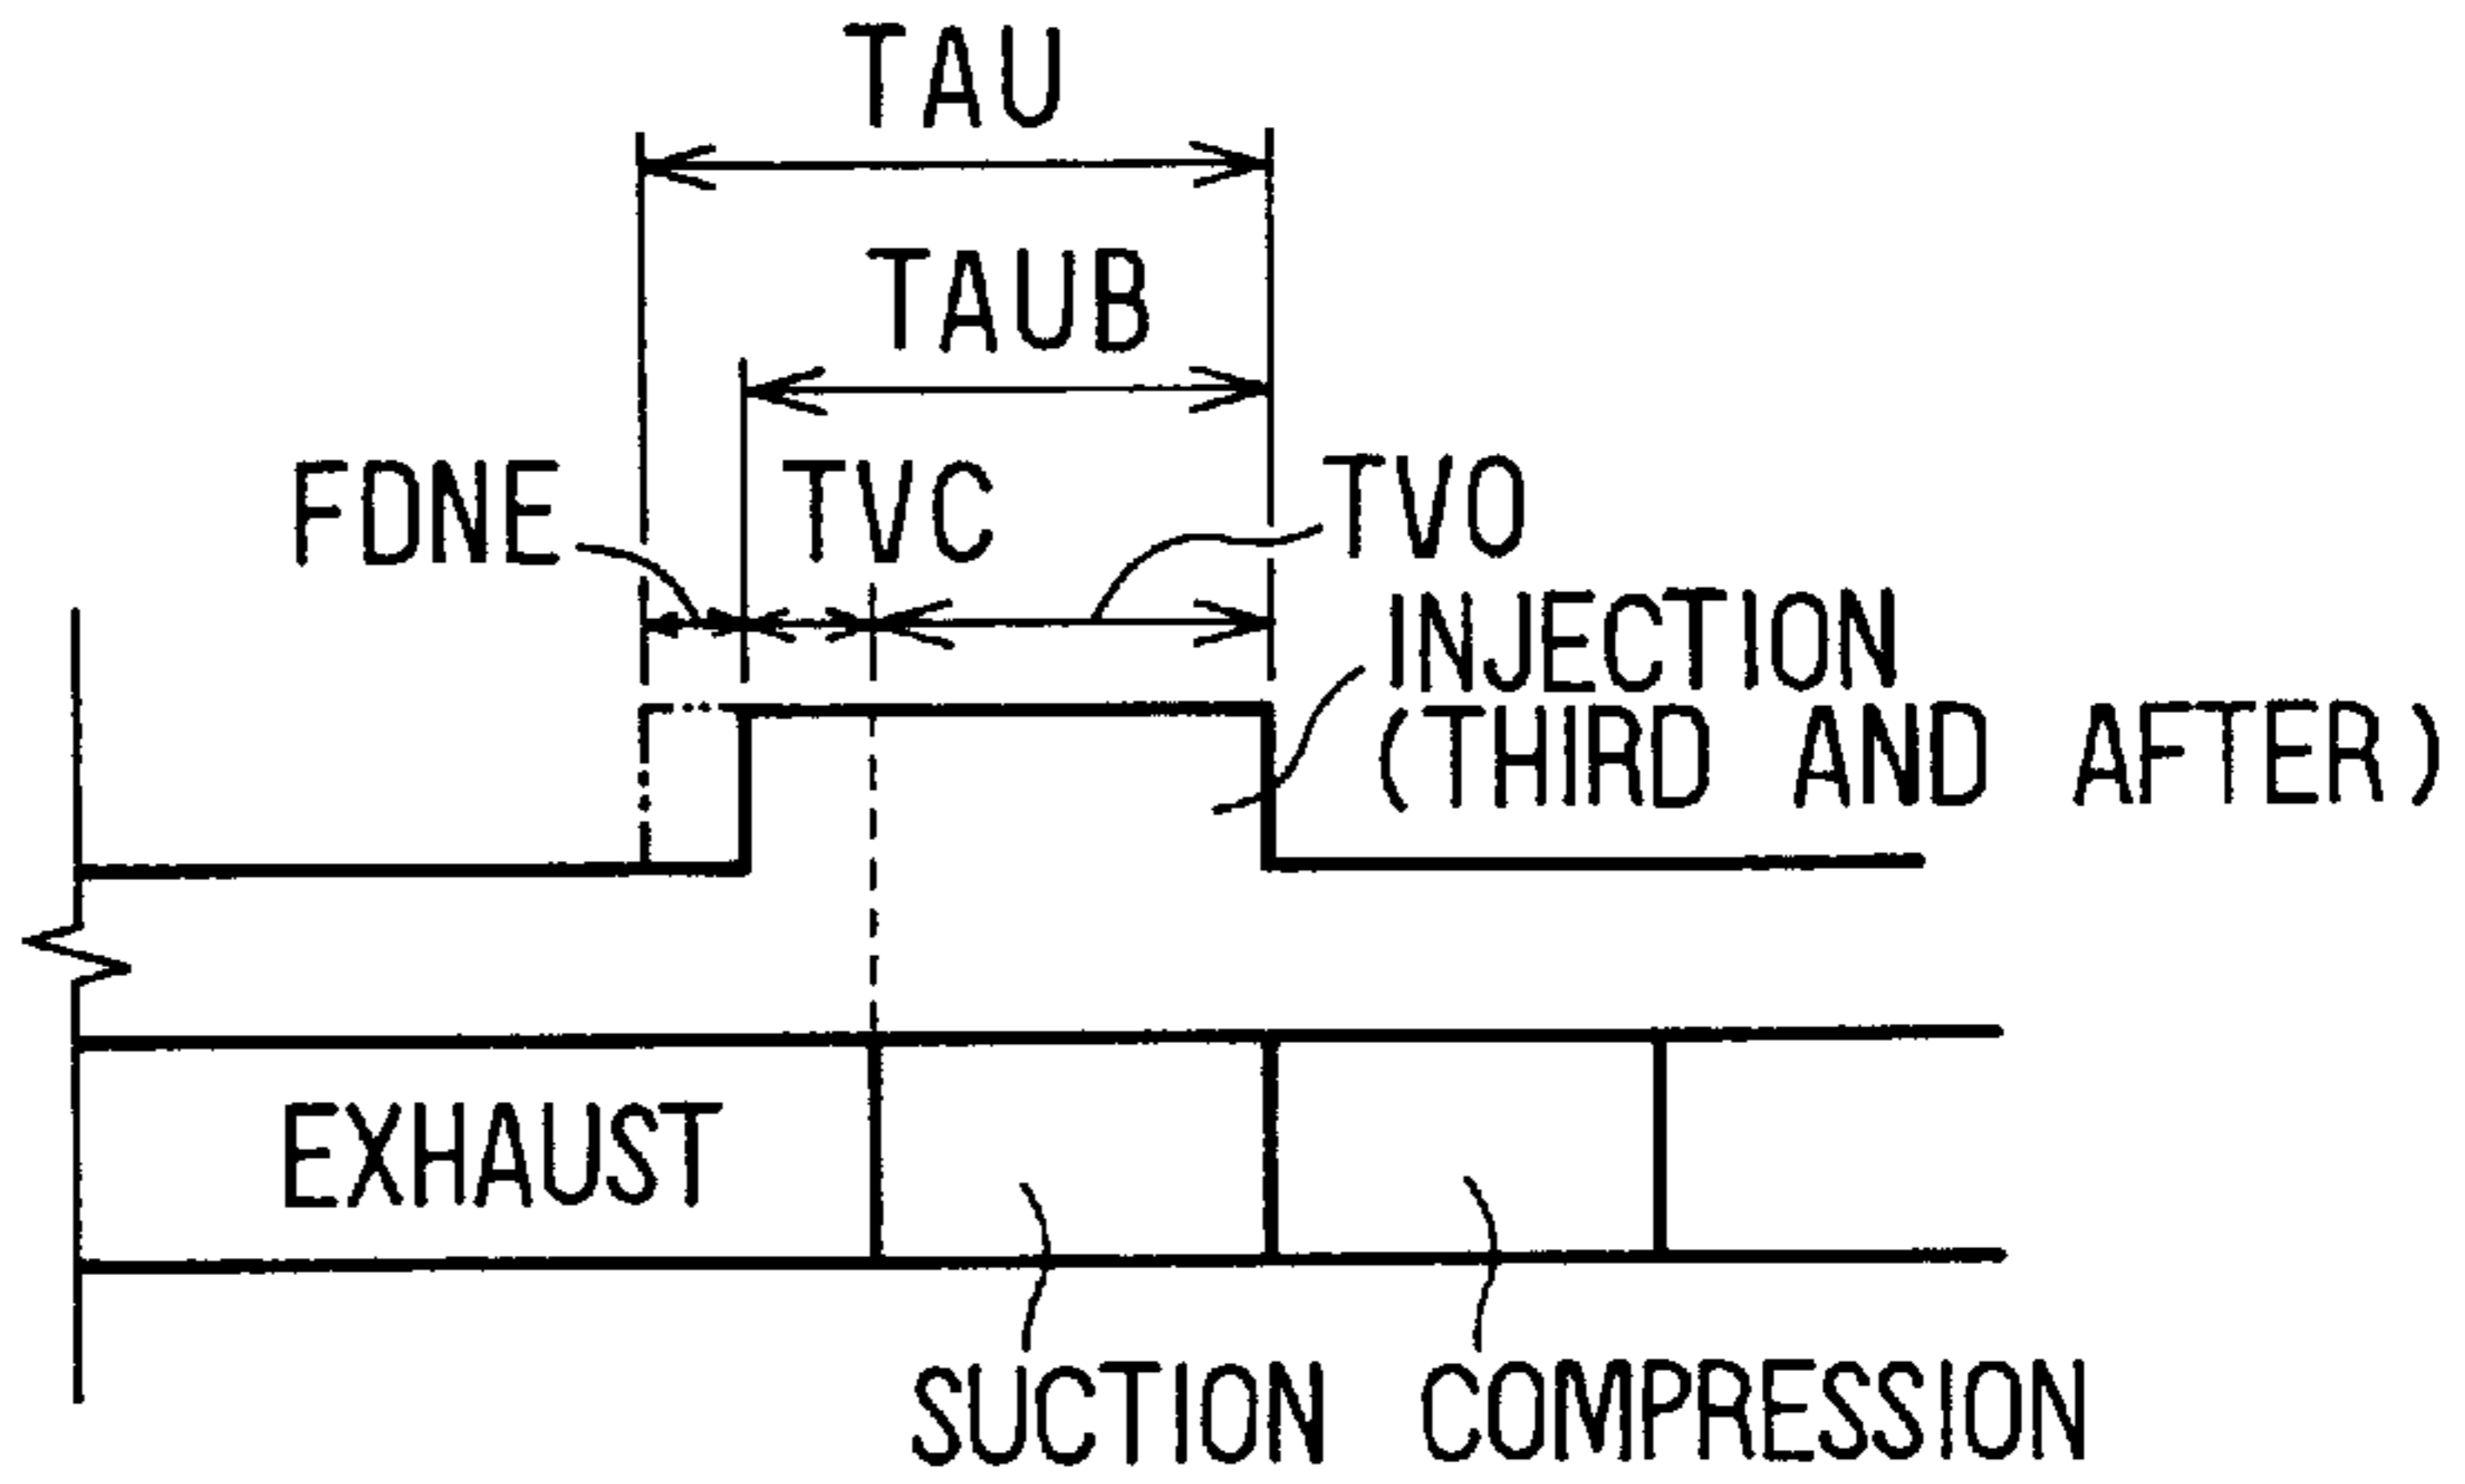 TAU
TAUB
FDNE TVC TVO
INJECTION
(THIRD AND AFTER)
EXHAUST
SUCTION COMPRESSION